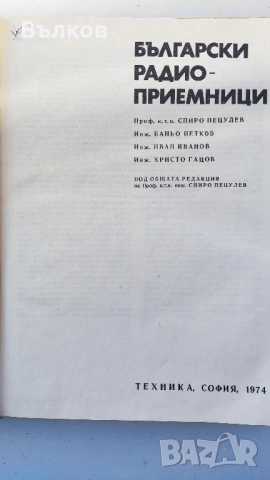 Вълков
БЪЛГАРСКИ
РАДИО-
ПРИЕМНИЦИ
Проф. к.т.н. СПИРО ПЕЦУЛЕВ
Инж. БАНЬО ПЕТКОВ
Инж. ИВАН ИВАНОВ
Инж. ХРИСТО ГАЦОВ
ПОД ОБЩАТА РЕДАКЦИЯ
на Проф. к.т.н. инж. СПИРО ПЕЦУЛЕВ
ТЕХНИКА, СОФИЯ, 1974
BAZAR
bg